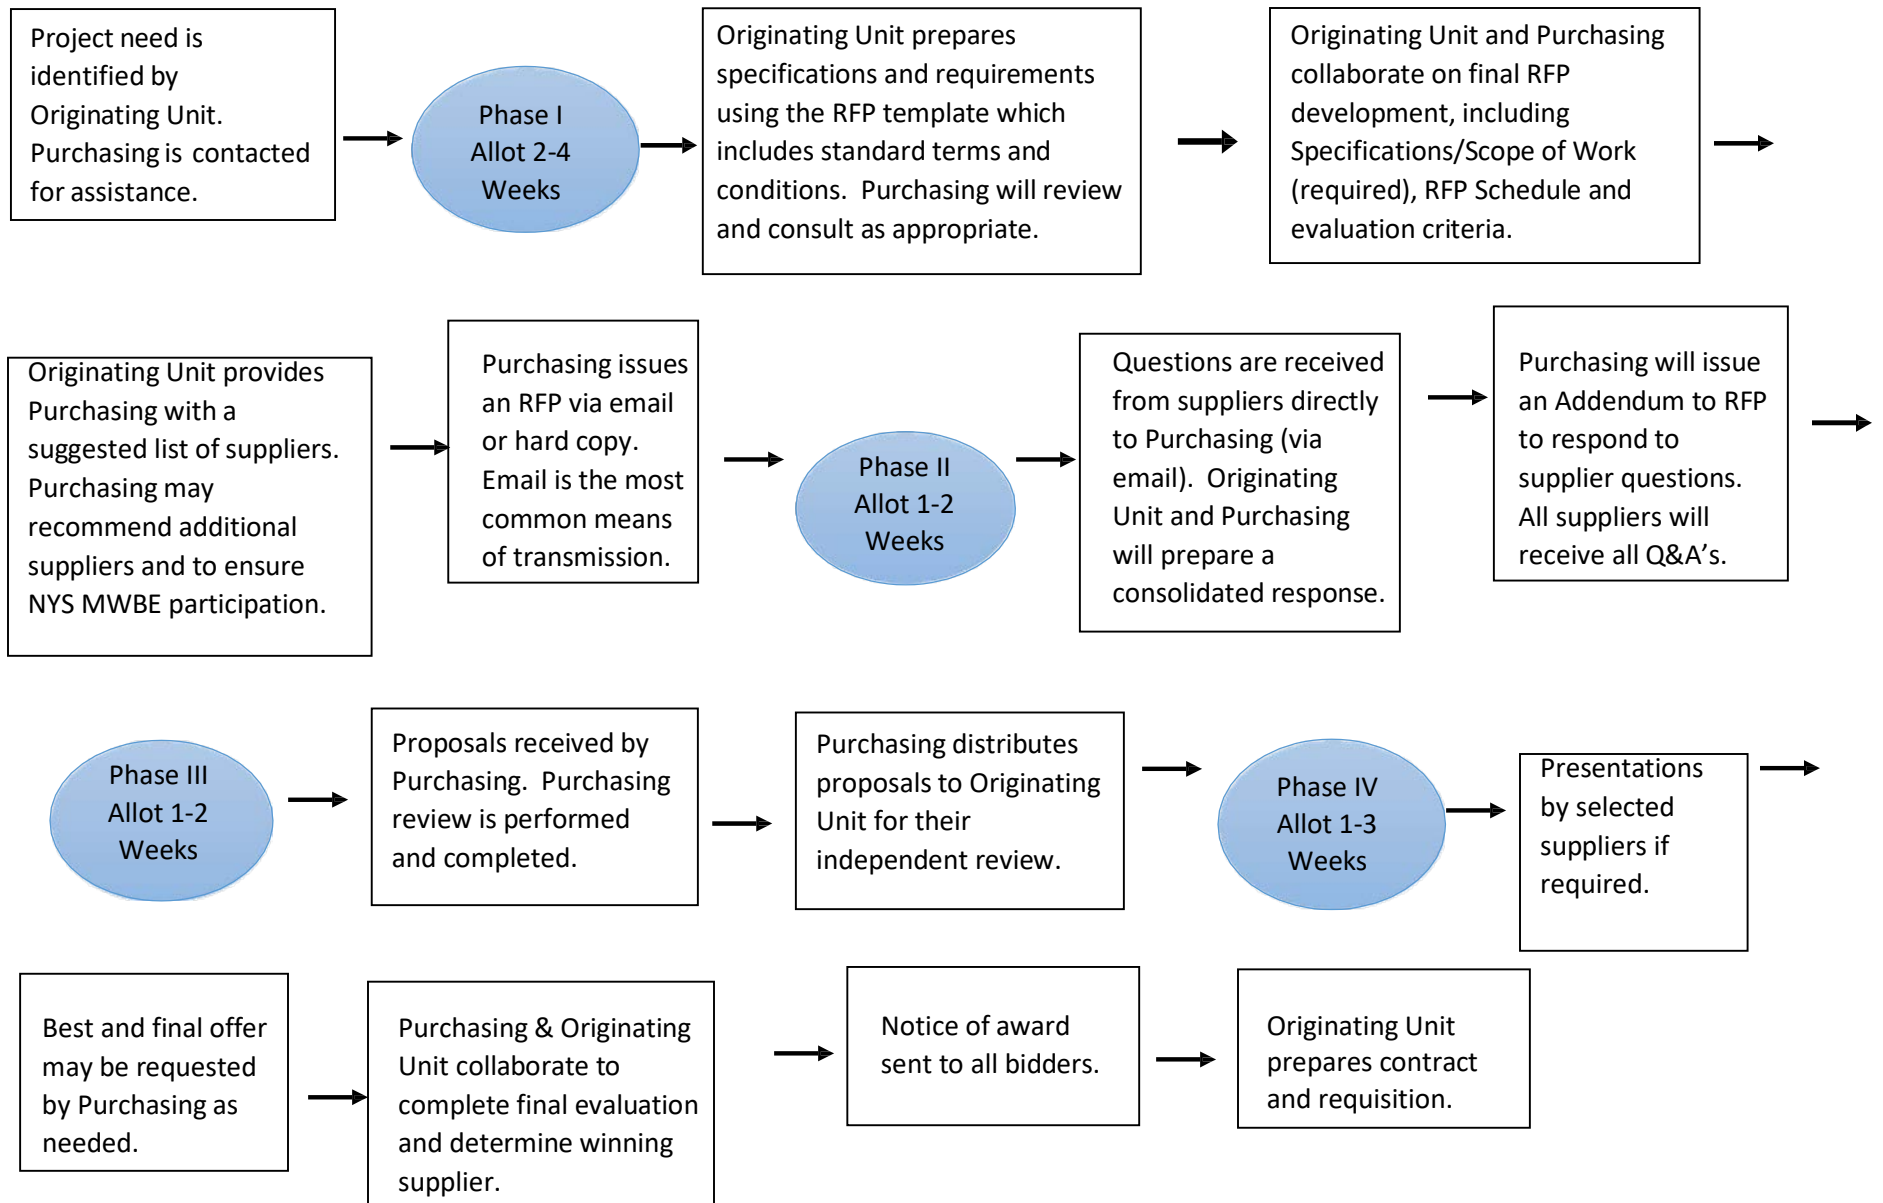 Project need is
identified by
Originating Unit.
Purchasing is contacted
for assistance.
Phase I
Allot 2-4
Weeks
Originating Unit prepares
specifications and requirements
using the RFP template which
includes standard terms and
conditions.  Purchasing will review
and consult as appropriate.
Originating Unit and Purchasing
collaborate on final RFP
development, including
Specifications/Scope of Work
(required), RFP Schedule and
evaluation criteria.
Originating Unit provides
Purchasing with a
suggested list of suppliers.
Purchasing may
recommend additional
suppliers and to ensure
NYS MWBE participation.
Purchasing issues
an RFP via email
or hard copy.
Email is the most
common means
of transmission.
Phase II
Allot 1-2
Weeks
Questions are received
from suppliers directly
to Purchasing (via
email).  Originating
Unit and Purchasing
will prepare a
consolidated response.
Purchasing will issue
an Addendum to RFP
to respond to
supplier questions.
All suppliers will
receive all Q&A’s.
Phase III
Allot 1-2
Weeks
Proposals received by
Purchasing.  Purchasing
review is performed
and completed.
Purchasing distributes
proposals to Originating
Unit for their
independent review.
Phase IV
Allot 1-3
Weeks
Presentations
by selected
suppliers if
required.
Best and final offer
may be requested
by Purchasing as
needed.
Purchasing & Originating
Unit collaborate to
complete final evaluation
and determine winning
supplier.
Notice of award
sent to all bidders.
Originating Unit
prepares contract
and requisition.